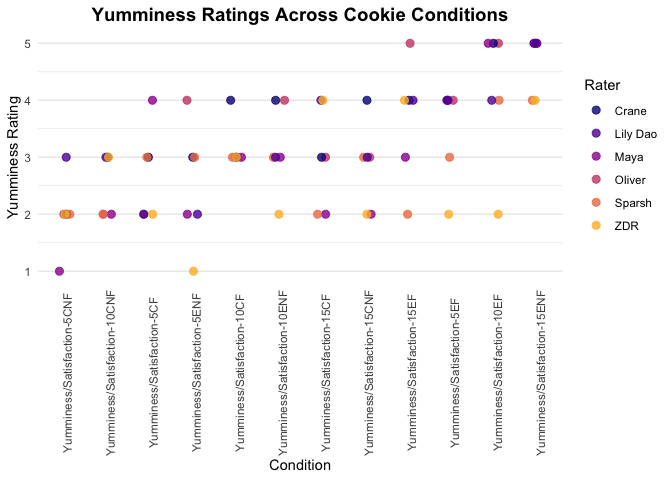 Yumminess Ratings Across Cookie Conditions
Yumminess Rating
5
4
3
2
1
Yumminess/Satisfaction-5CNF
Yumminess/Satisfaction-10CNF
Yumminess/Satisfaction-5CF
Yumminess/Satisfaction-5ENF
Yumminess/Satisfaction-10CF
Yumminess/Satisfaction-10ENF
Yumminess/Satisfaction-15CF
Yumminess/Satisfaction-15CNF
Yumminess/Satisfaction-15EF
Yumminess/Satisfaction-5EF
Yumminess/Satisfaction-10EF
Yumminess/Satisfaction-15ENF
Condition
Rater
Crane
Lily Dao
Maya
Oliver
Sparsh
ZDR